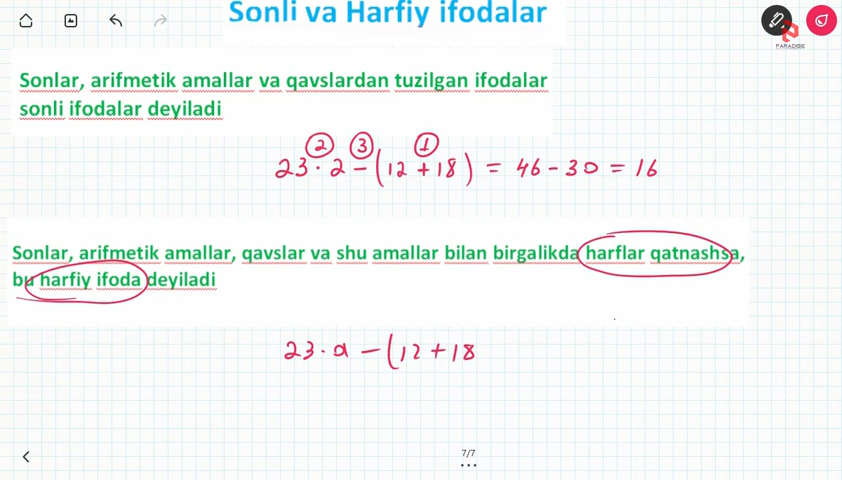 Sonli va Harfiy ifodalar
PARADISE
Sonlar, arifmetik amallar va qavslardan tuzilgan ifodalar
sonli ifodalar deyiladi
2 3 1
23 · 2 – (12 + 18) = 46 – 30 = 16
Sonlar, arifmetik amallar, qavslar va shu amallar bilan birgalikda harflar qatnashsa,
bu harfiy ifoda deyiladi
23 · a – (12 + 18
7/7